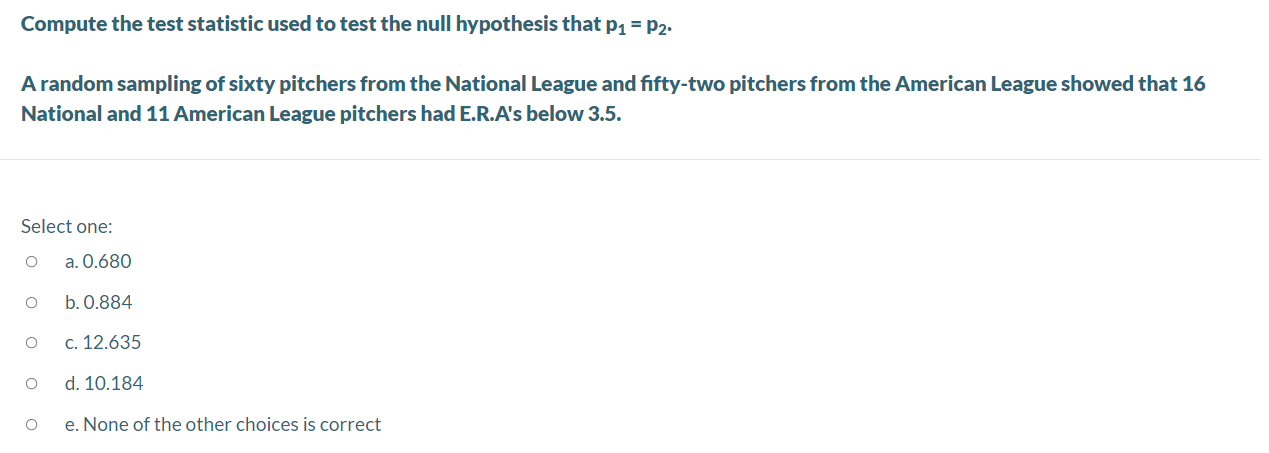 Compute the test statistic used to test the null hypothesis that p₁ = p₂.
A random sampling of sixty pitchers from the National League and fifty-two pitchers from the American League showed that 16
National and 11 American League pitchers had E.R.A's below 3.5.
Select one:
a. 0.680
b. 0.884
c. 12.635
d. 10.184
e. None of the other choices is correct